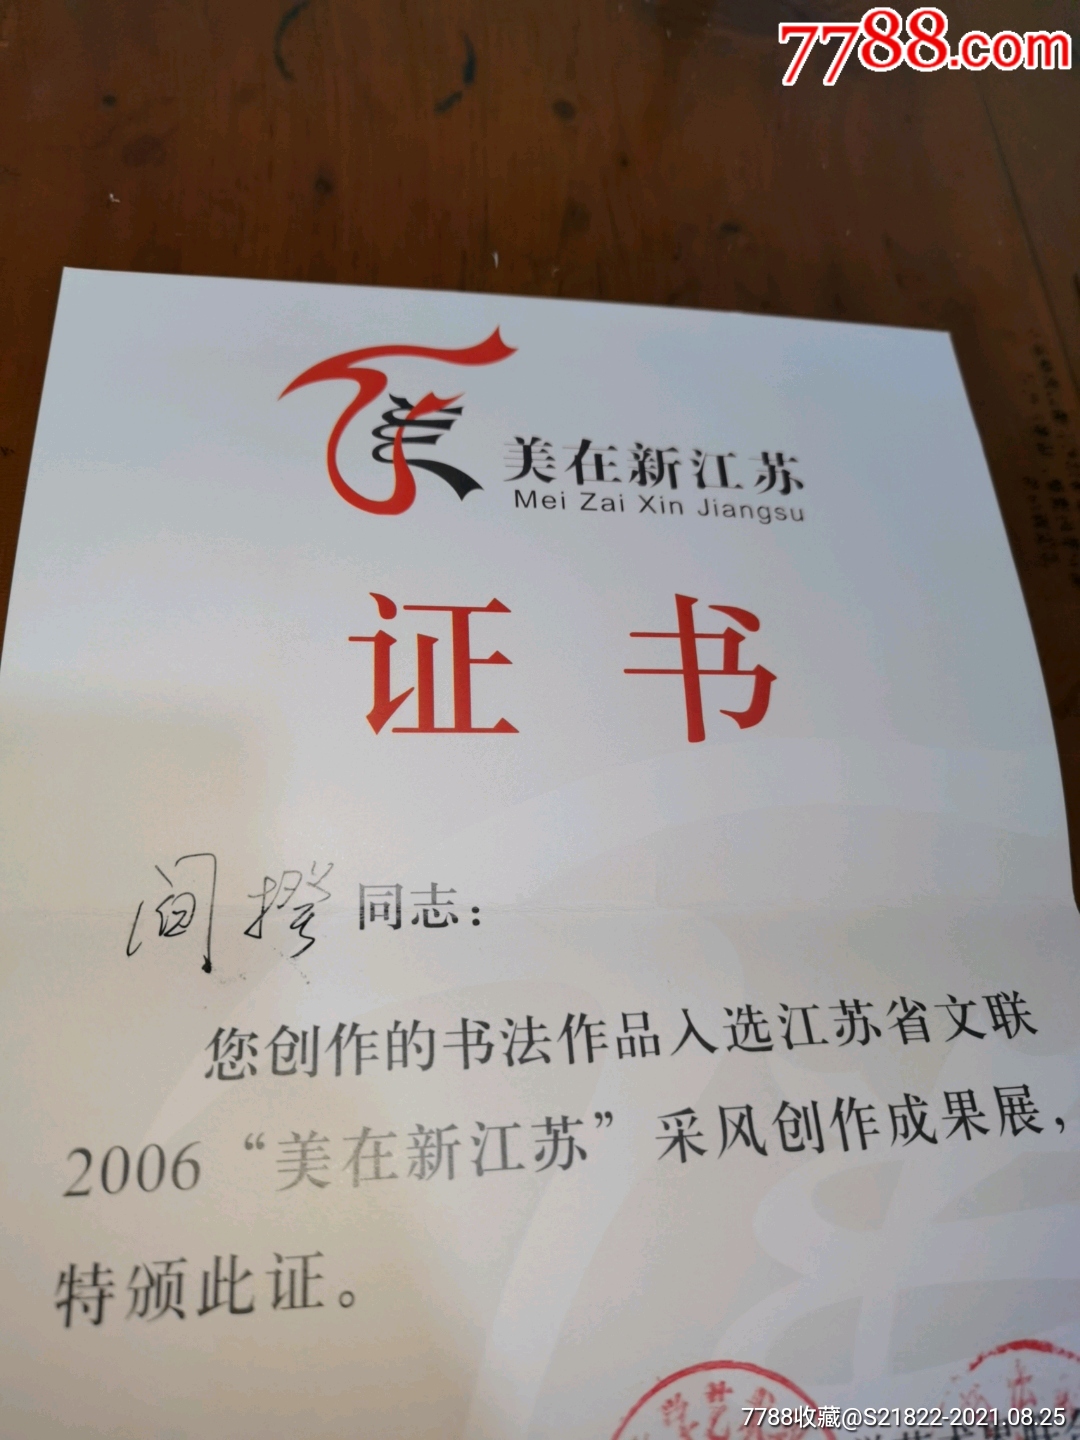 7788.com
美在新江苏
Mei Zai Xin Jiangsu
证书
同志：
您创作的书法作品入选江苏省文联
2006“美在新江苏”采风创作成果展，
特颁此证。
7788收藏@S21822-2021.08.25